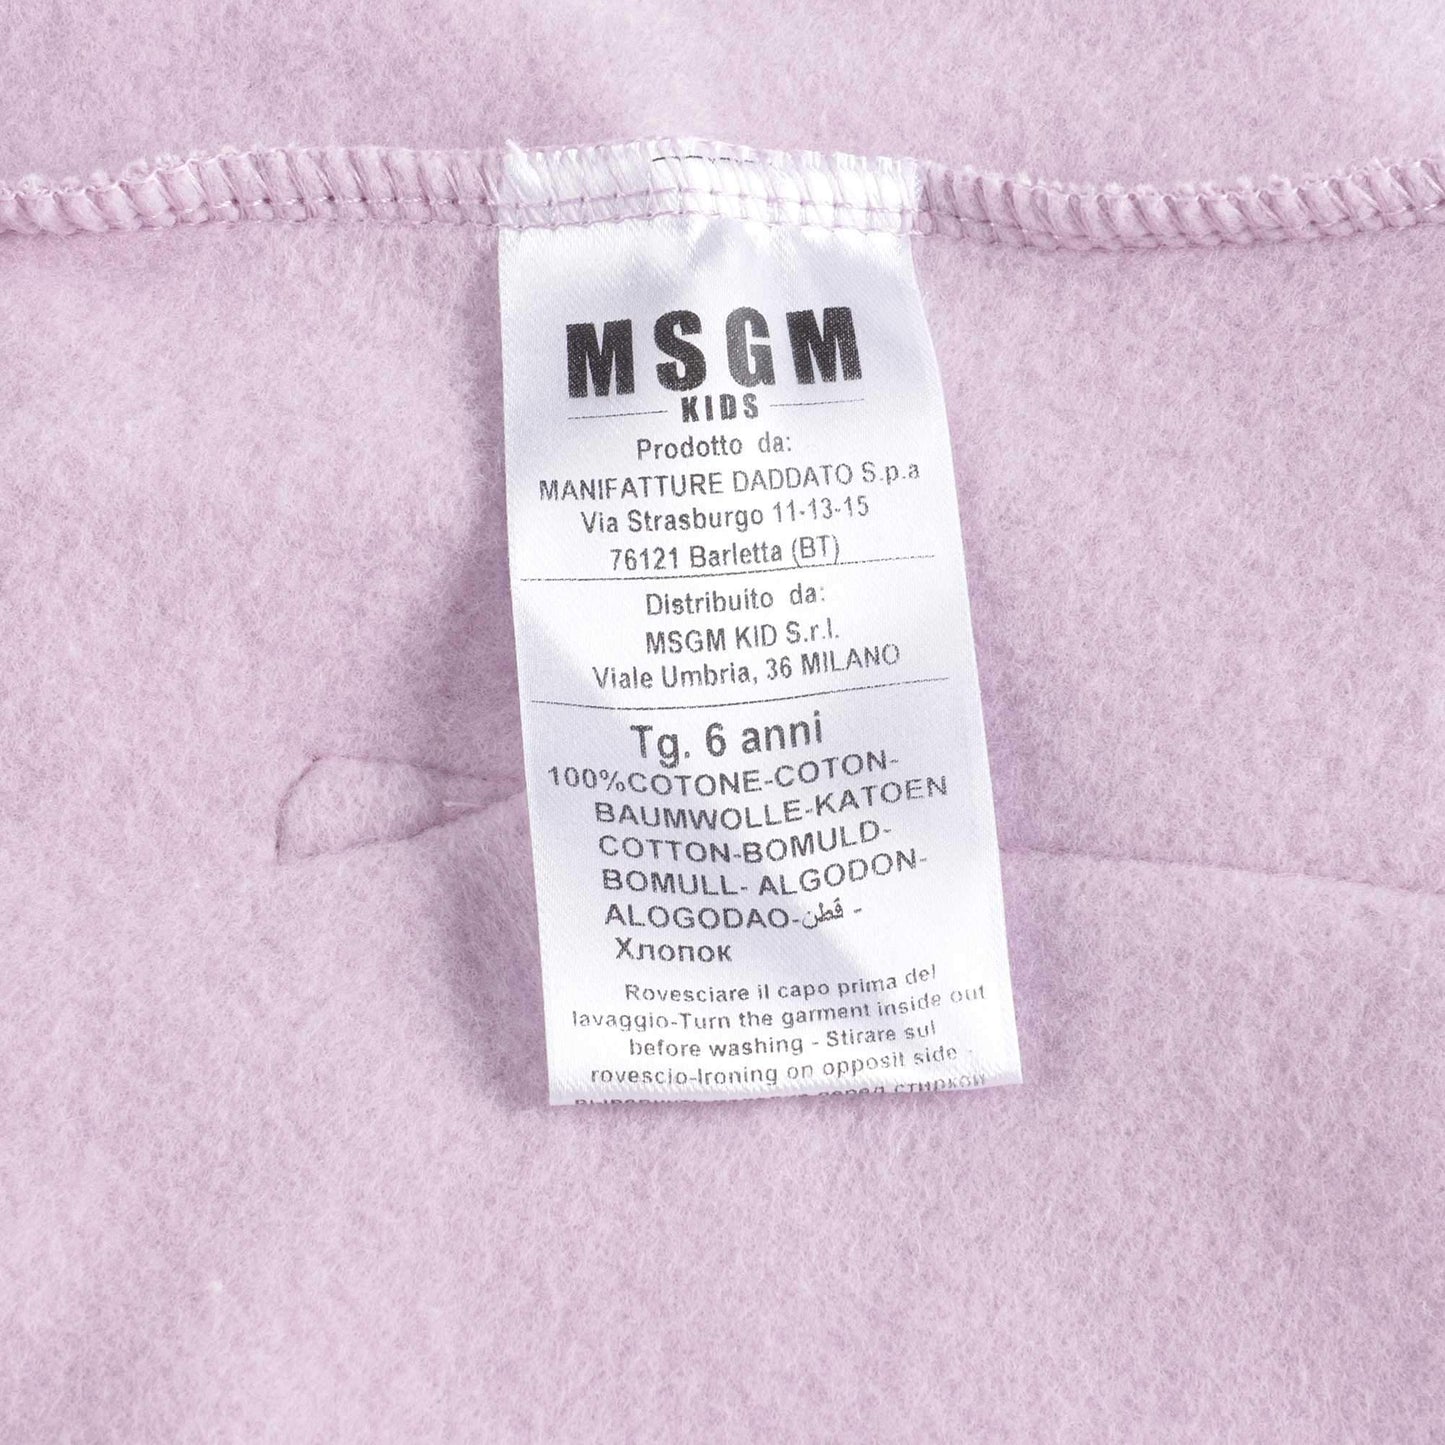 MSGM
KIDS
Prodotto da:
MANIFATTURE DADDATO S.p.a
Via Strasburgo 11-13-15
76121 Barletta (BT)
Distribuito da:
MSGM KID S.r.l.
Viale Umbria, 36 MILANO
Tg. 6 anni
100%COTONE-COTON-
BAUMWOLLE-KATOEN
COTTON-BOMULD-
BOMULL- ALGODON-
ALOGODAO-قطن -
Хлопок
Rovesciare il capo prima del
lavaggio-Turn the garment inside out
before washing - Stirare sul
rovescio-Ironing on opposit side -
стиркой